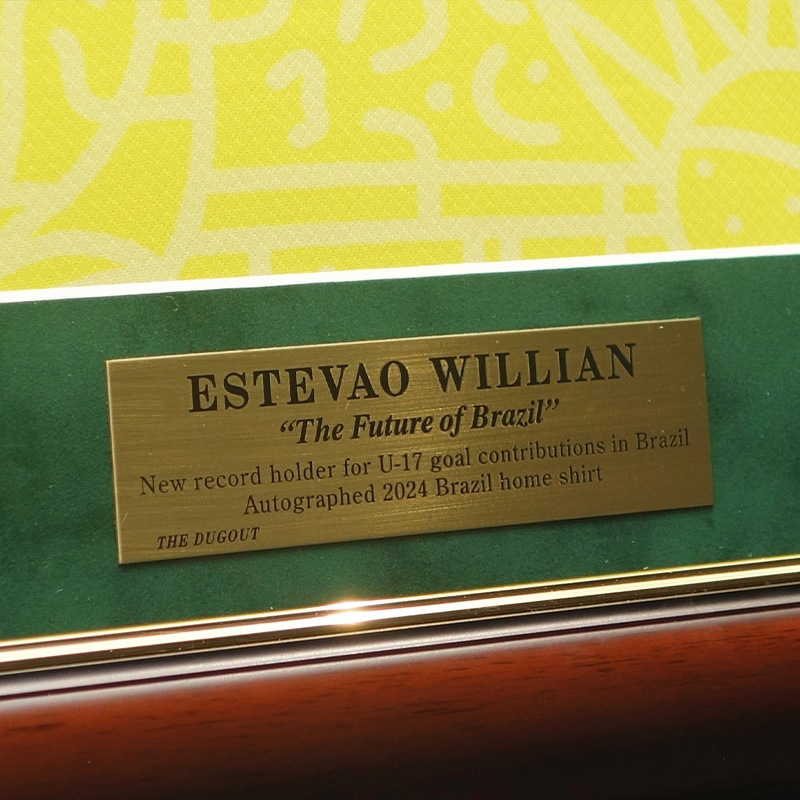 ESTEVAO WILLIAN
“The Future of Brazil”
New record holder for U-17 goal contributions in Brazil
Autographed 2024 Brazil home shirt
THE DUGOUT